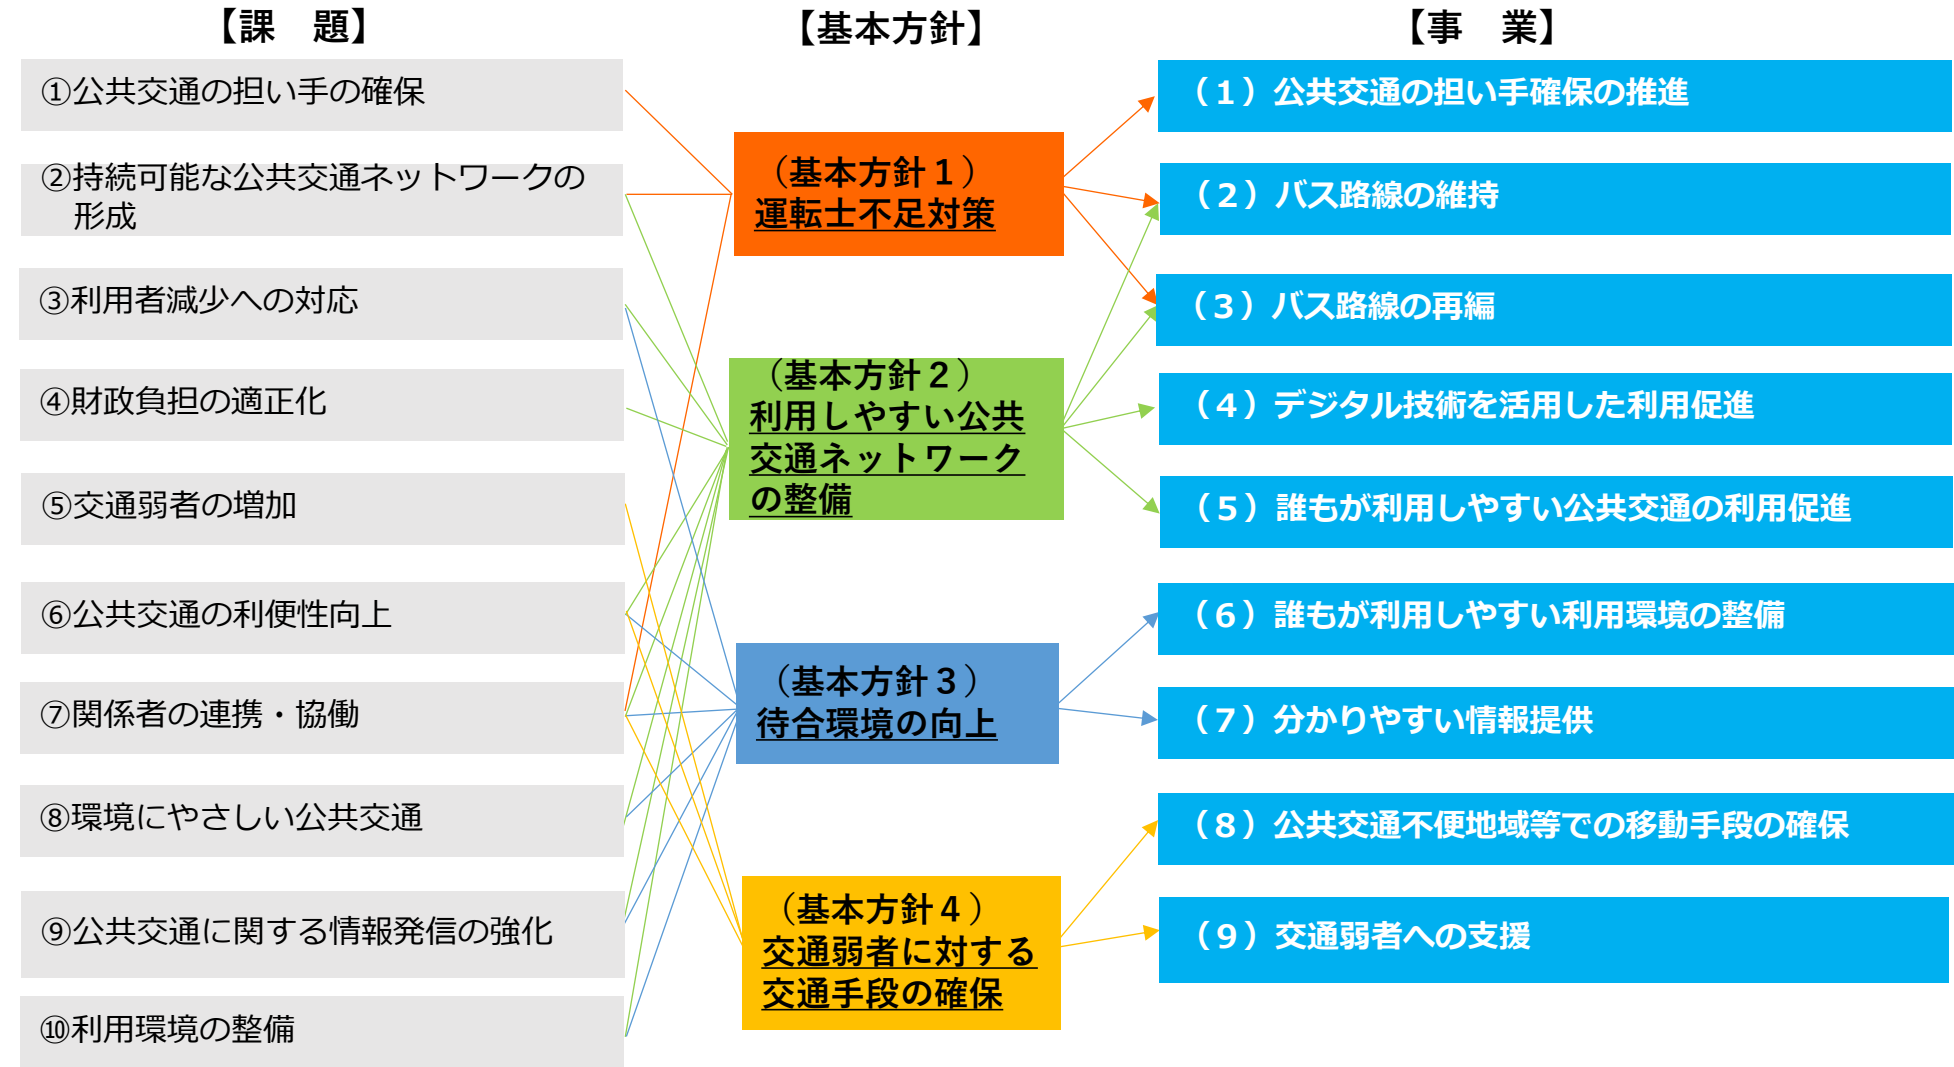 【課　題】
①公共交通の担い手の確保
②持続可能な公共交通ネットワークの
形成
③利用者減少への対応
④財政負担の適正化
⑤交通弱者の増加
⑥公共交通の利便性向上
⑦関係者の連携・協働
⑧環境にやさしい公共交通
⑨公共交通に関する情報発信の強化
⑩利用環境の整備
【基本方針】
（基本方針１）
運転士不足対策
（基本方針２）
利用しやすい公共
交通ネットワーク
の整備
（基本方針３）
待合環境の向上
（基本方針４）
交通弱者に対する
交通手段の確保
【事　業】
（１）公共交通の担い手確保の推進
（２）バス路線の維持
（３）バス路線の再編
（４）デジタル技術を活用した利用促進
（５）誰もが利用しやすい公共交通の利用促進
（６）誰もが利用しやすい利用環境の整備
（７）分かりやすい情報提供
（８）公共交通不便地域等での移動手段の確保
（９）交通弱者への支援